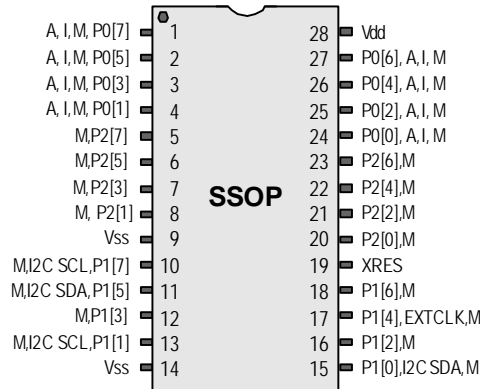 A, I, M, P0[7] 1 28 Vdd
A, I, M, P0[5] 2 27 P0[6], A, I, M
A, I, M, P0[3] 3 26 P0[4], A, I, M
A, I, M, P0[1] 4 25 P0[2], A, I, M
M,P2[7] 5 24 P0[0], A, I, M
M,P2[5] 6 23 P2[6],M
M,P2[3] 7 22 P2[4],M
SSOP
M, P2[1] 8 21 P2[2],M
Vss 9 20 P2[0],M
M,I2C SCL,P1[7] 10 19 XRES
M,I2C SDA,P1[5] 11 18 P1[6],M
M,P1[3] 12 17 P1[4],EXTCLK,M
M,I2C SCL,P1[1] 13 16 P1[2],M
Vss 14 15 P1[0],I2C SDA,M